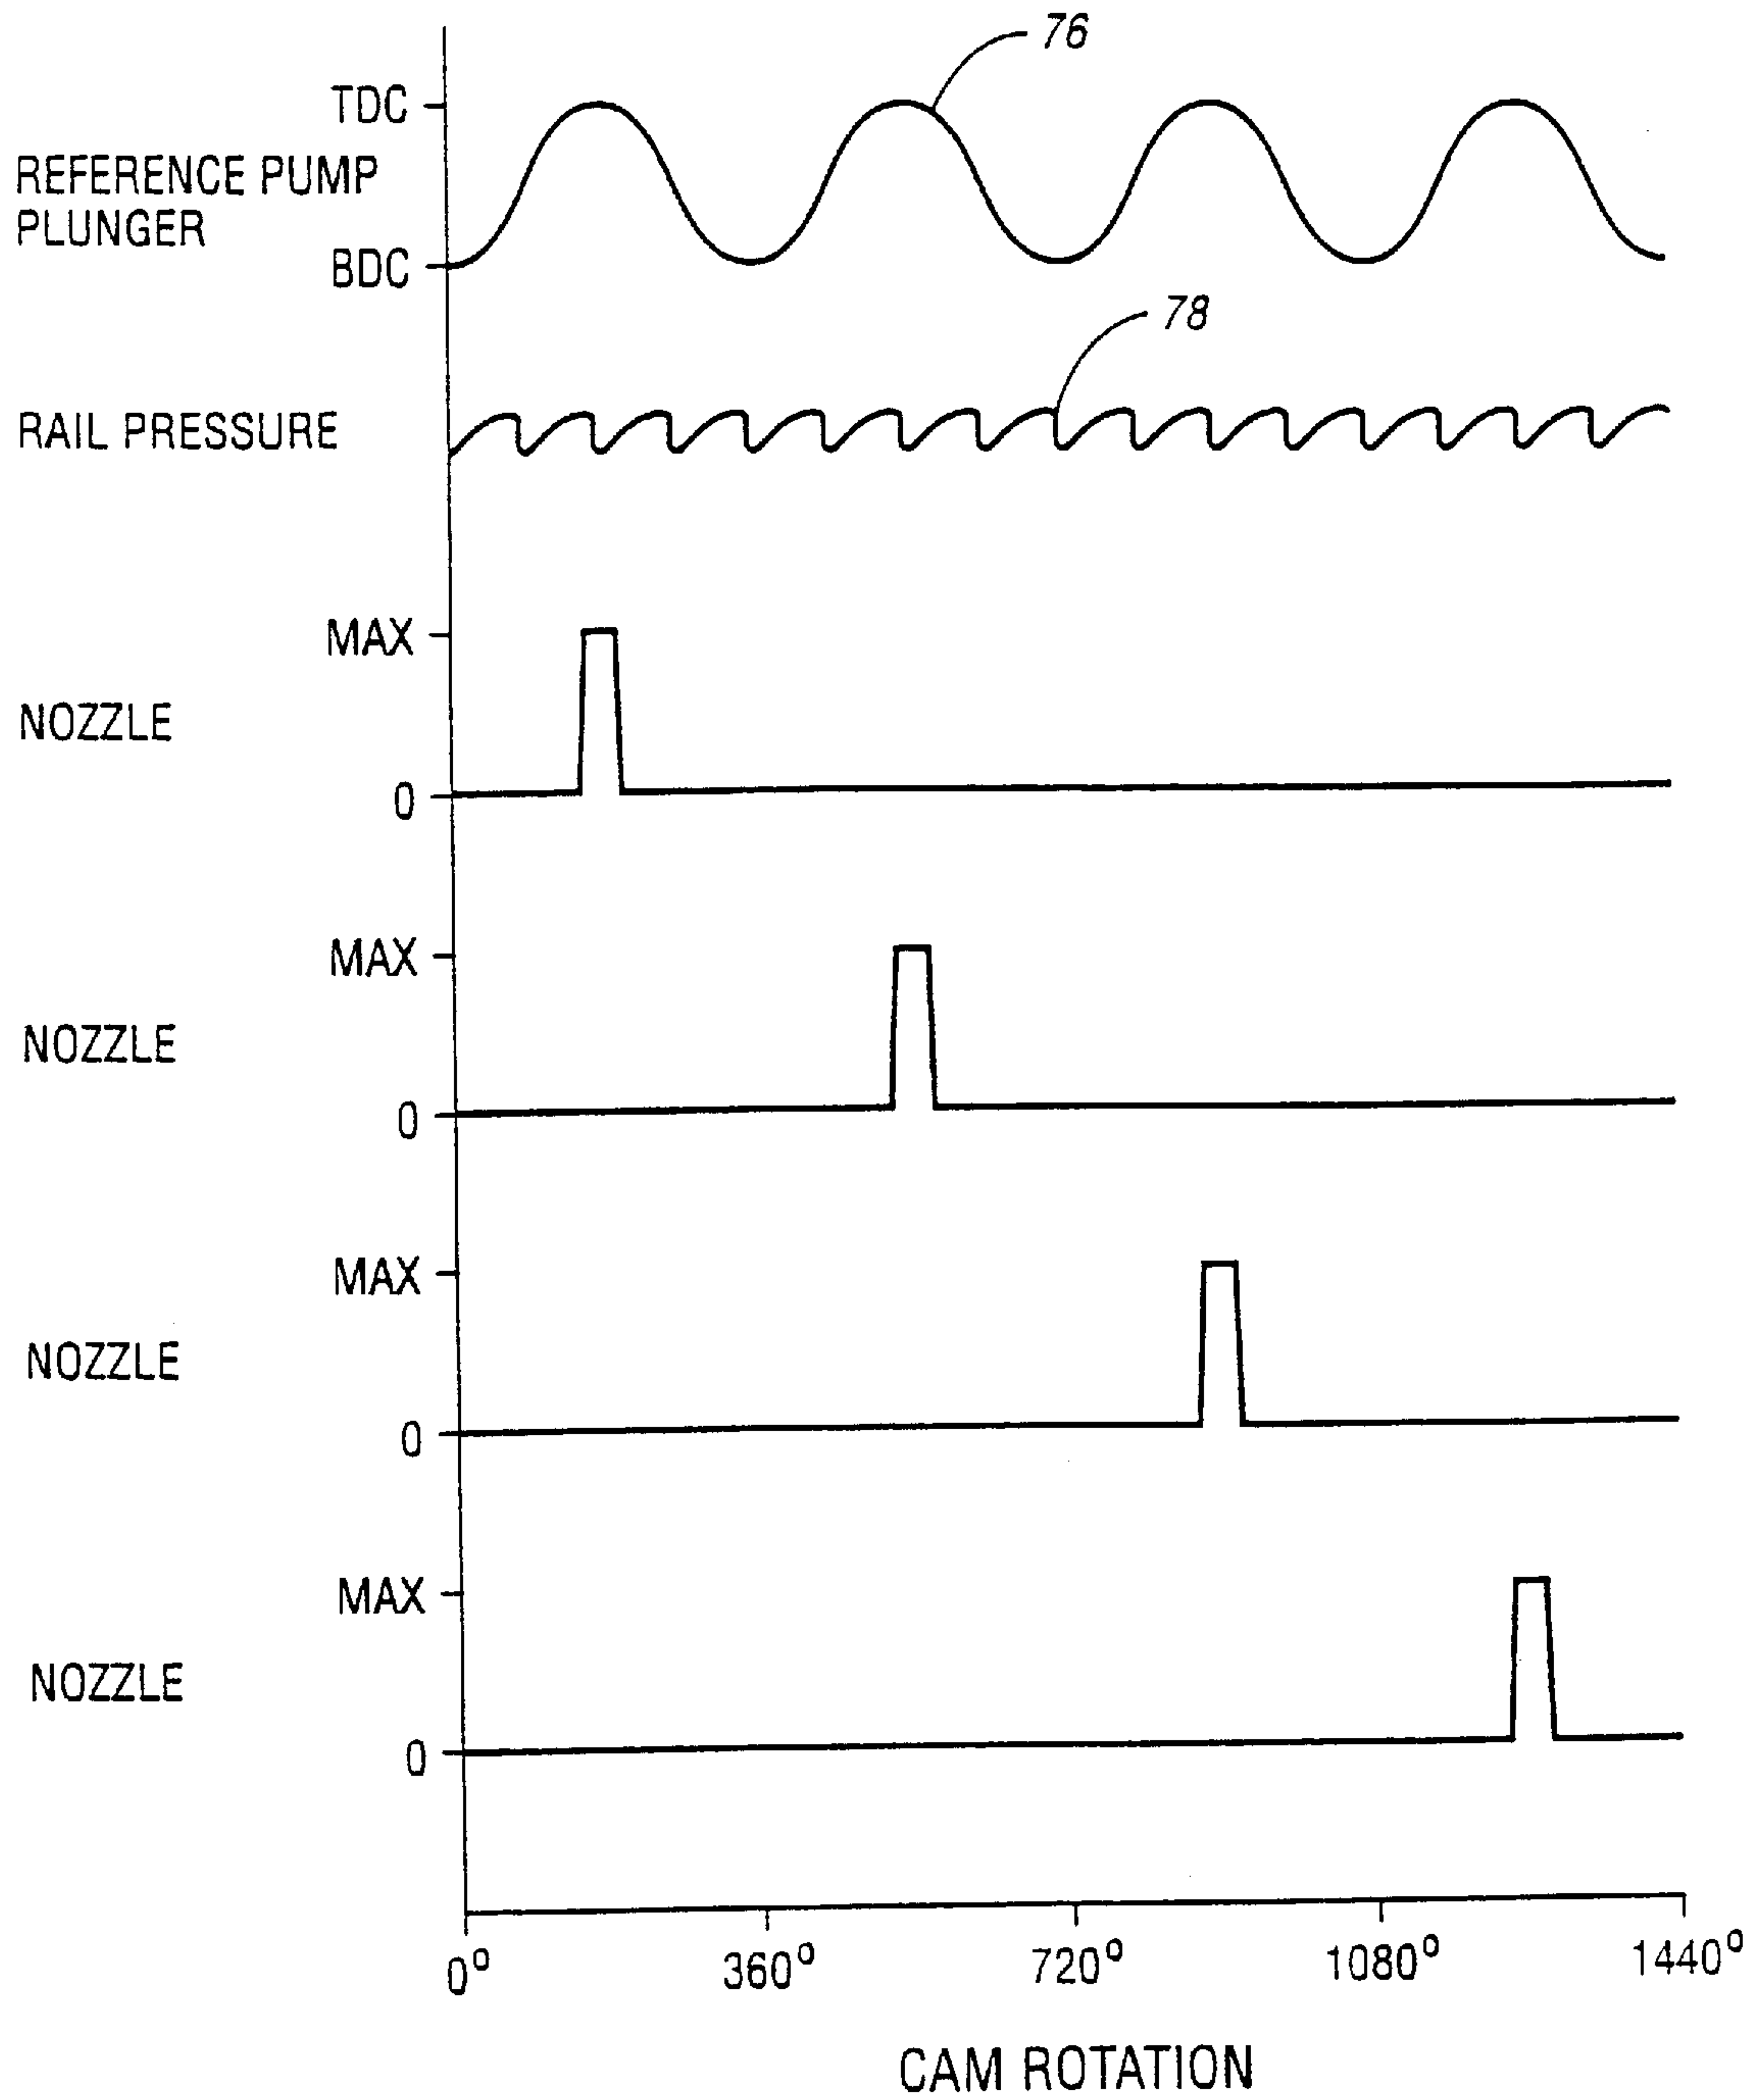 76
TDC
REFERENCE PUMP
PLUNGER
BDC
78
RAIL PRESSURE
MAX
NOZZLE
0
MAX
NOZZLE
0
MAX
NOZZLE
0
MAX
NOZZLE
0
0° 360° 720° 1080° 1440°
CAM ROTATION